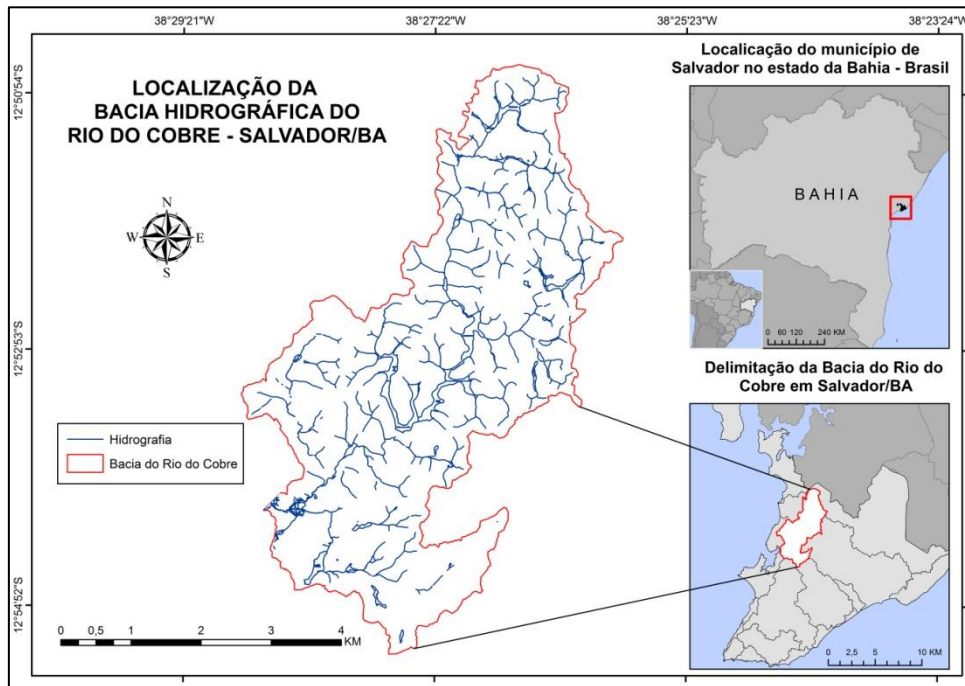 38°29'21"W
38°27'22"W
38°25'23"W
38°23'24"W
12°50'54"S
12°52'53"S
12°54'52"S
LOCALIZAÇÃO DA
BACIA HIDROGRÁFICA DO
RIO DO COBRE - SALVADOR/BA
N
W E
S
Hidrografia
Bacia do Rio do Cobre
0 0,5 1 2 3 4
KM
Localicação do município de
Salvador no estado da Bahia - Brasil
BAHIA
0 60 120 240 KM
Delimitação da Bacia do Rio do
Cobre em Salvador/BA
0 2,5 5 10 KM